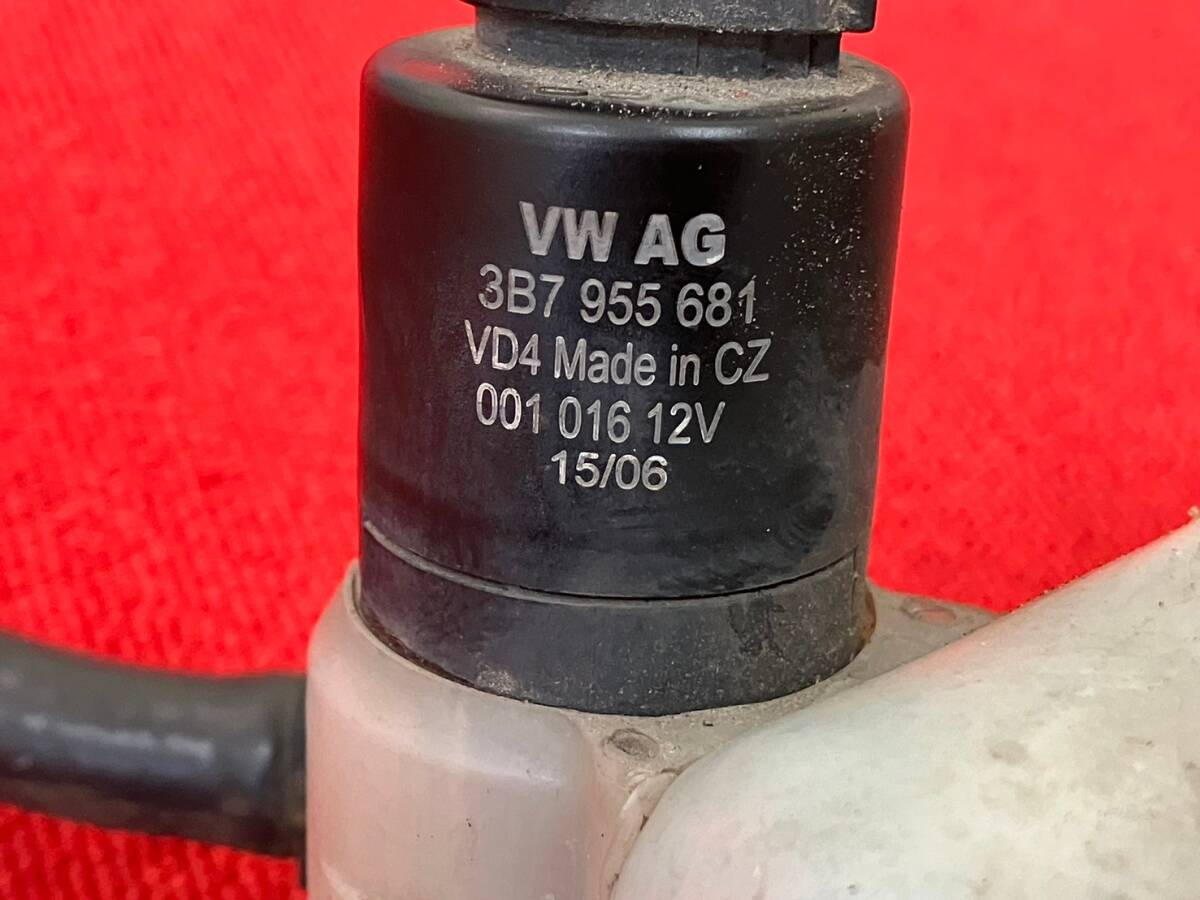 VW AG
3B7 955 681
VD4 Made in CZ
001 016 12V
15/06